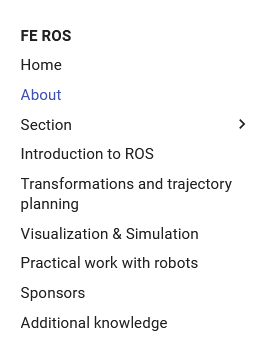 FE ROS
Home
About
Section
Introduction to ROS
Transformations and trajectory
planning
Visualization & Simulation
Practical work with robots
Sponsors
Additional knowledge